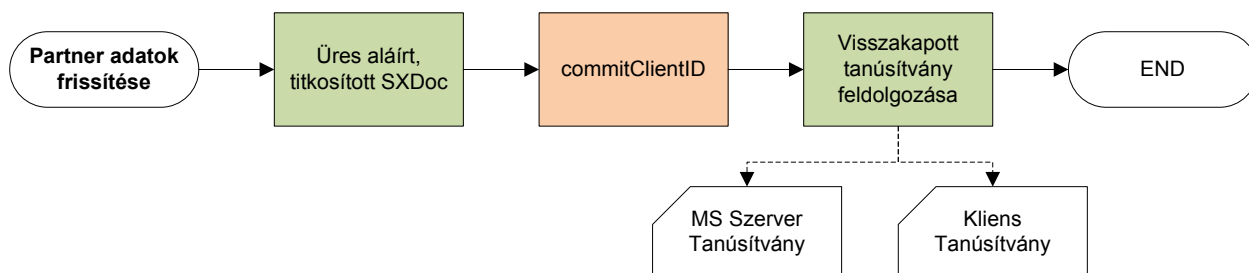 Partner adatok
frissítése
Üres aláírt,
titkosított SXDoc
commitClientID
Visszakapott
tanúsítvány
feldolgozása
END
MS Szerver
Tanúsítvány
Kliens
Tanúsítvány